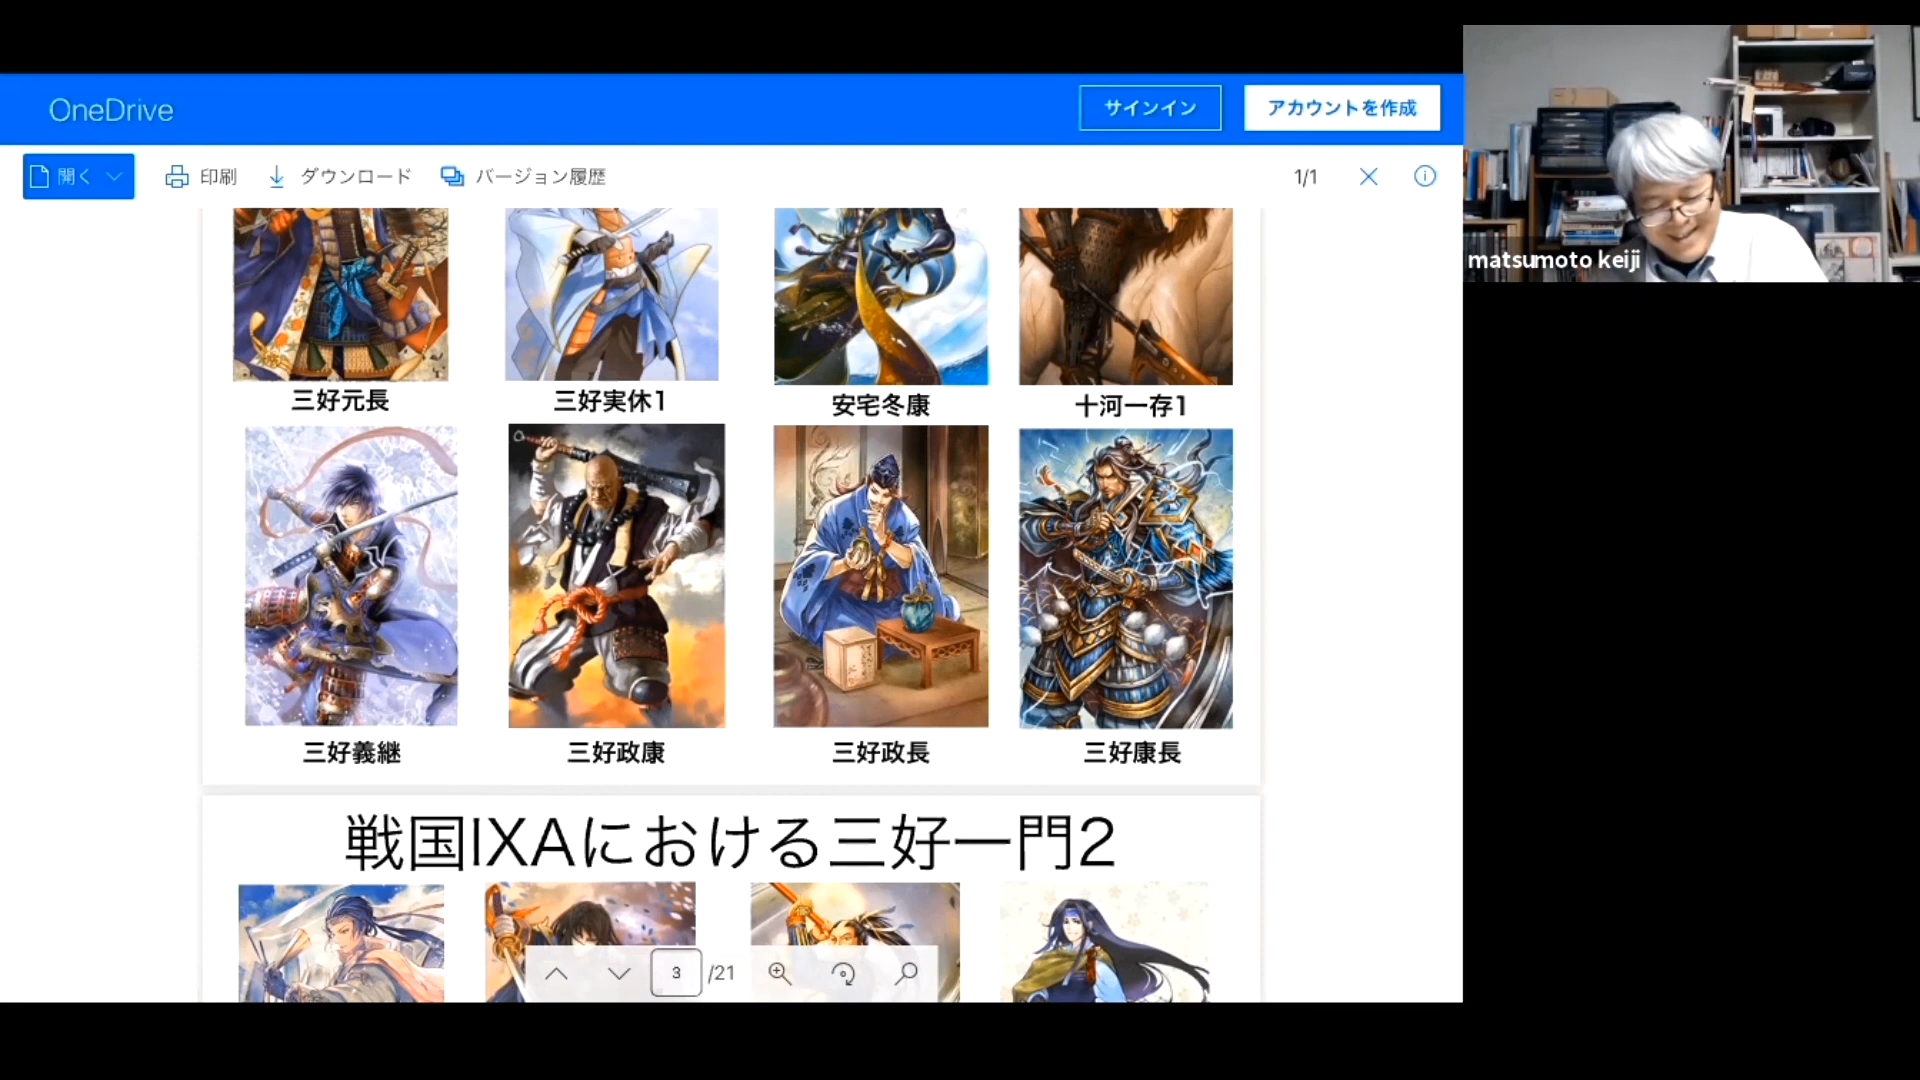 OneDrive
サインイン
アカウントを作成
開く
印刷
ダウンロード
バージョン履歴
1/1
matsumoto keiji
三好元長
三好実休1
安宅冬康
十河一存1
三好義継
三好政康
三好政長
三好康長
戦国IXAにおける三好一門2
3
/21